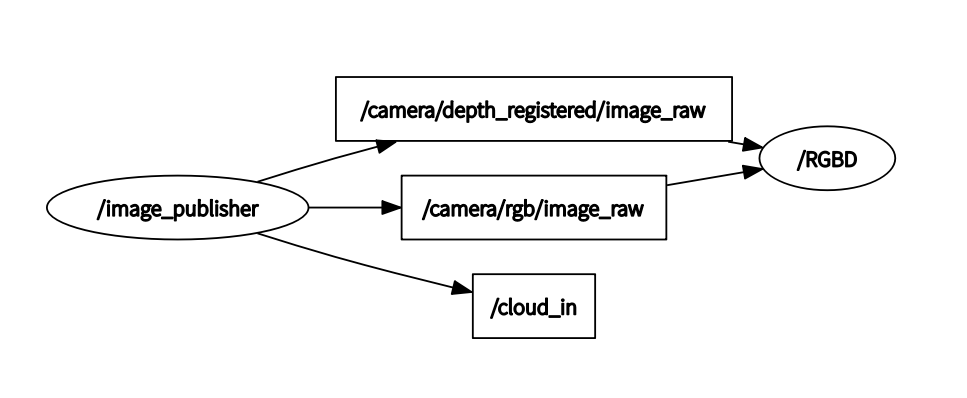 /camera/depth_registered/image_raw
/RGBD
/image_publisher
/camera/rgb/image_raw
/cloud_in